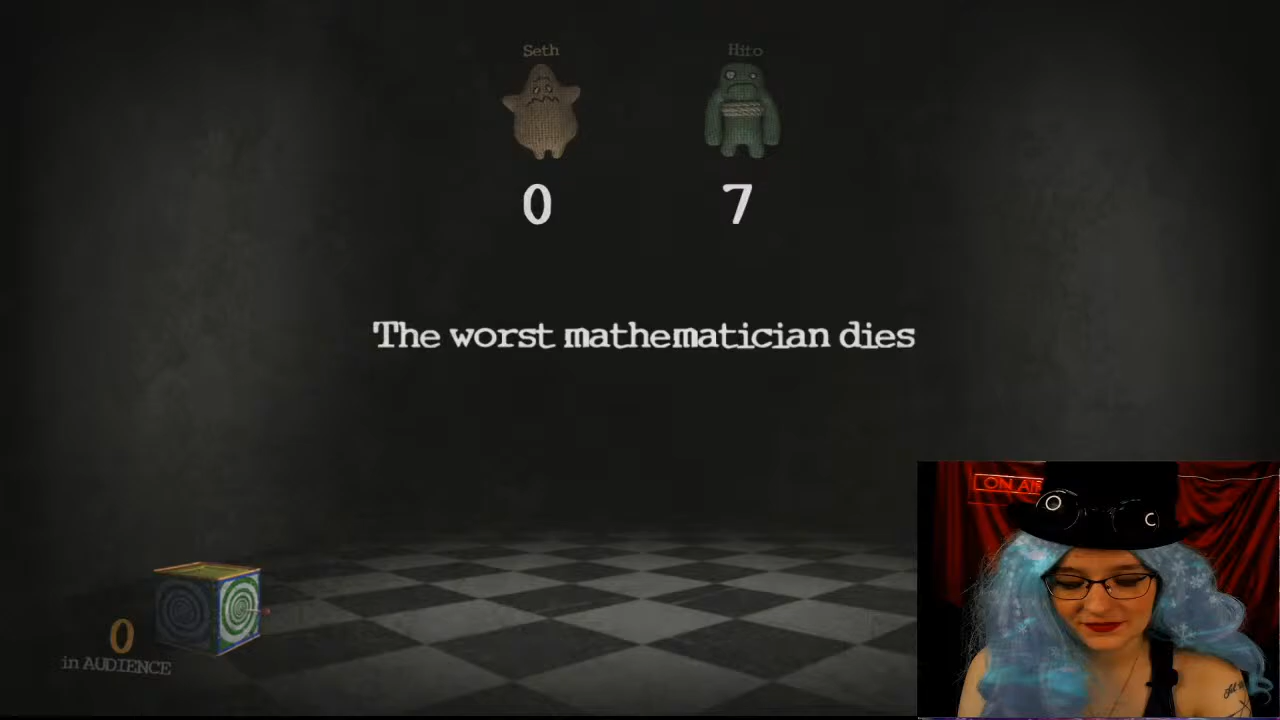 Seth Hito
0 7
The worst mathematician dies
ON AIR
0
in AUDIENCE